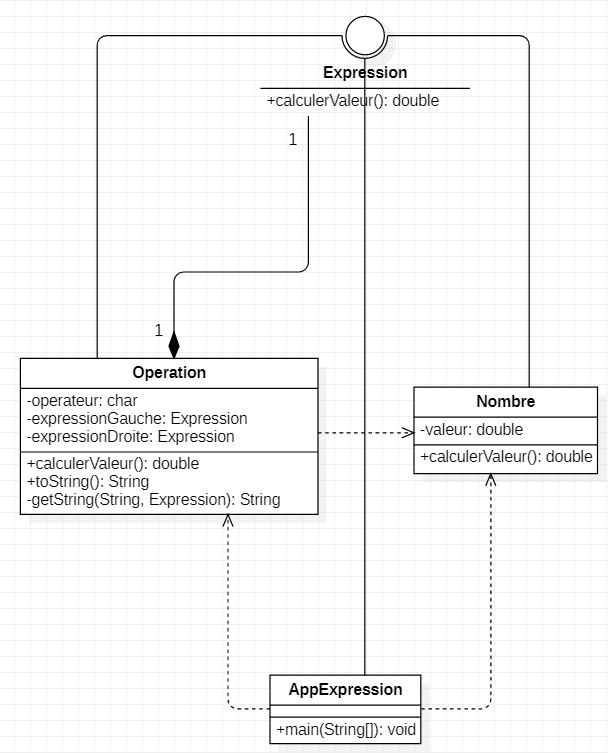 Expression
+calculerValeur(): double
1
1
Operation
-operateur: char
-expressionGauche: Expression
-expressionDroite: Expression
+calculerValeur(): double
+toString(): String
-getString(String, Expression): String
Nombre
-valeur: double
+calculerValeur(): double
AppExpression
+main(String[]): void